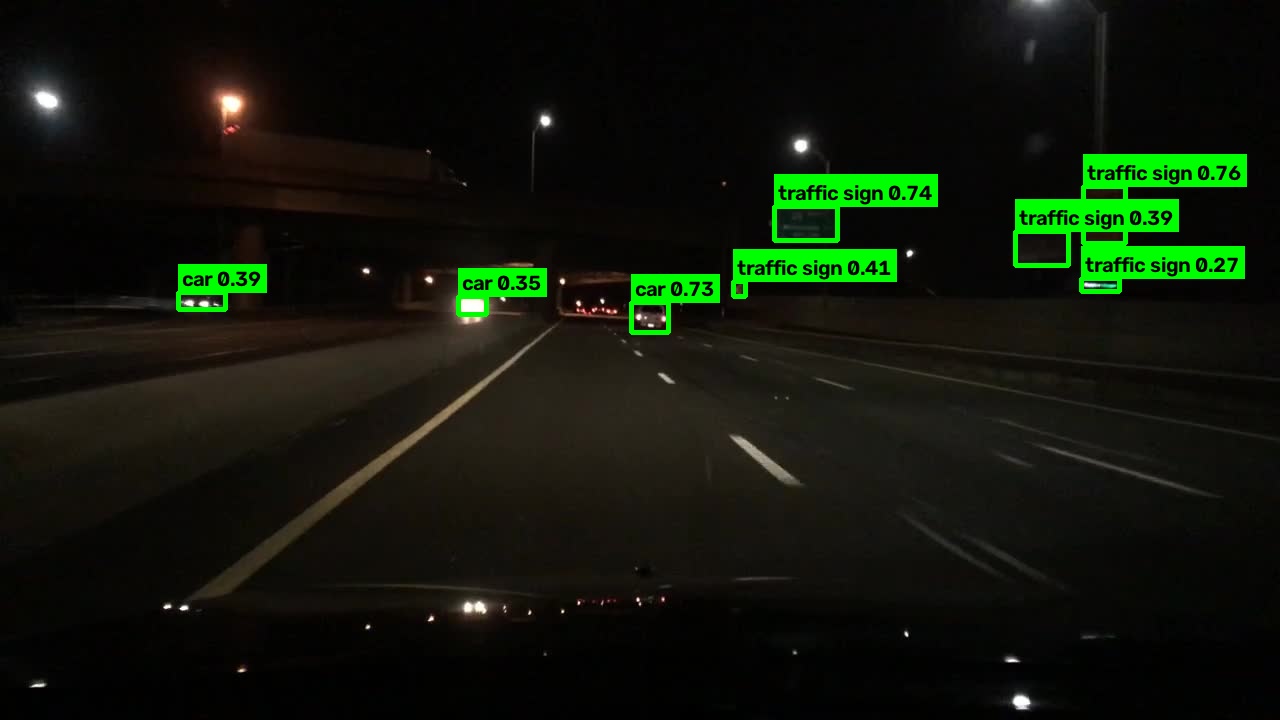 traffic sign 0.76
traffic sign 0.74
traffic sign 0.39
traffic sign 0.41
traffic sign 0.27
car 0.39
car 0.35
car 0.73